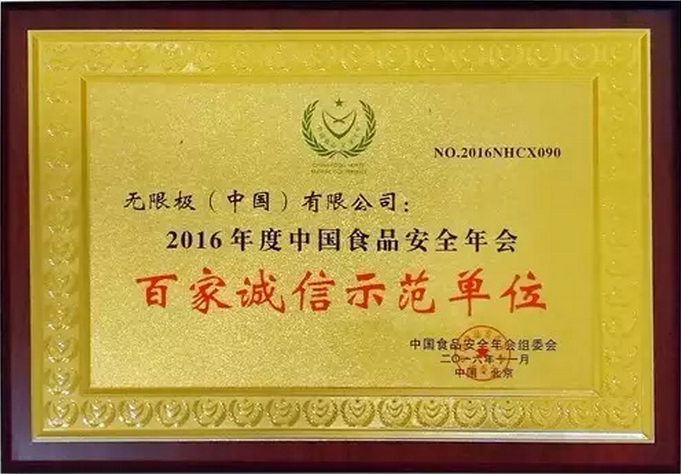 NO.2016NHCX090
无限极（中国）有限公司：
2016年度中国食品安全年会
百家诚信示范单位
中国食品安全年会组委会
二〇一六年十一月
中国·北京